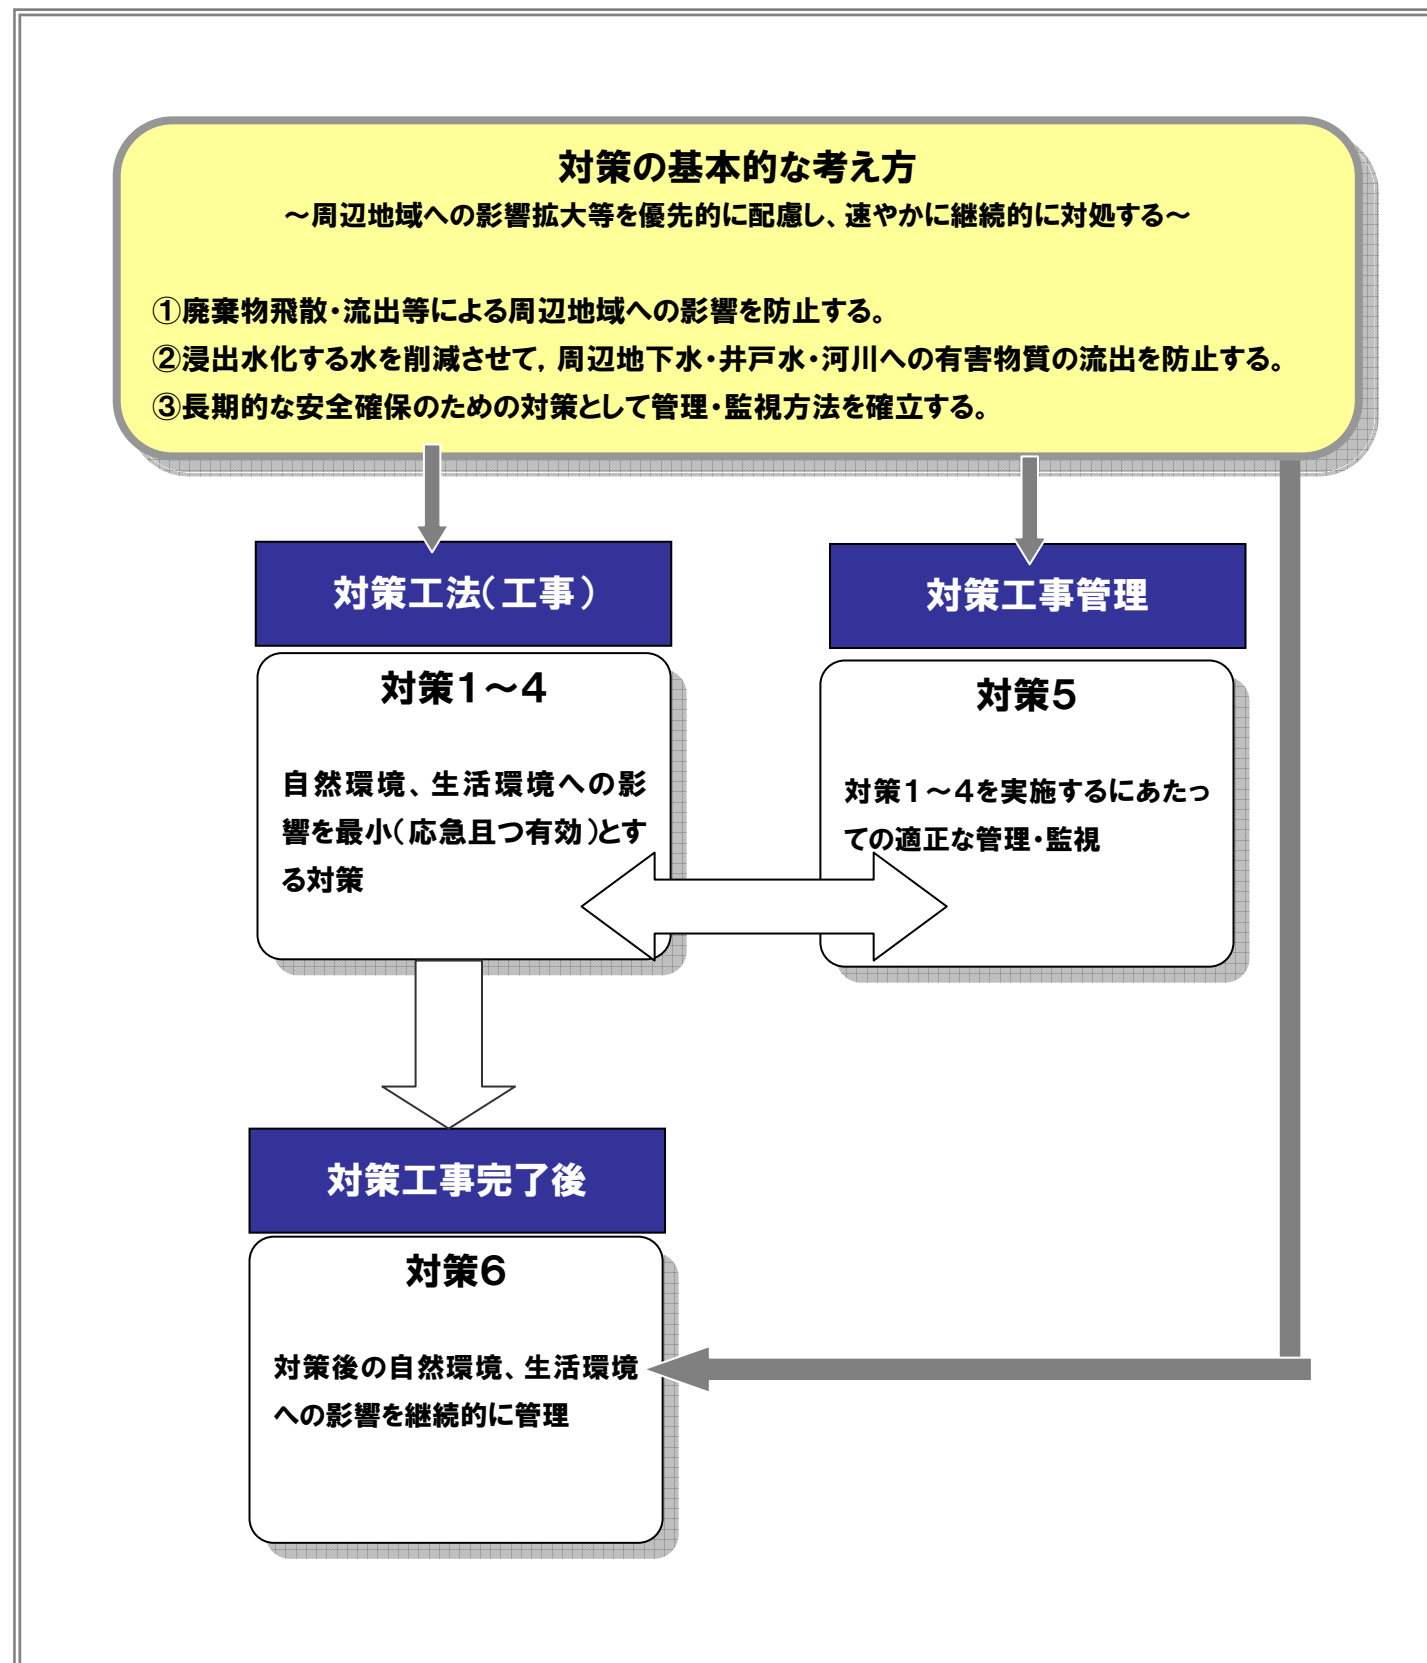 対策の基本的な考え方
～周辺地域への影響拡大等を優先的に配慮し、速やかに継続的に対処する～
①廃棄物飛散・流出等による周辺地域への影響を防止する。
②浸出水化する水を削減させて，周辺地下水・井戸水・河川への有害物質の流出を防止する。
③長期的な安全確保のための対策として管理・監視方法を確立する。
対策工法（工事）
対策１～４
自然環境、生活環境への影
響を最小（応急且つ有効）とす
る対策
対策工事管理
対策５
対策１～４を実施するにあたっ
ての適正な管理・監視
対策工事完了後
対策６
対策後の自然環境、生活環境
への影響を継続的に管理